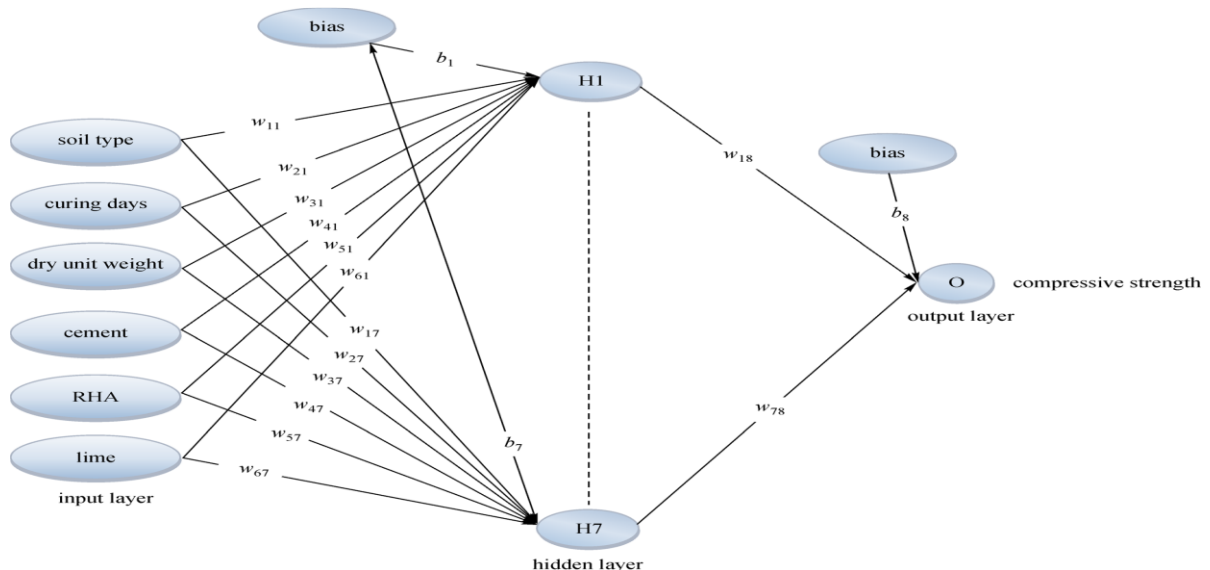 bias
b₁
H1
w₁₁
soil type
bias
w₁₈
w₂₁
curing days
w₃₁
b₈
w₄₁
w₅₁
dry unit weight
w₆₁
O
compressive strength
output layer
cement
w₁₇
w₂₇
w₃₇
RHA
w₄₇
w₇₈
w₅₇
b₇
lime
w₆₇
input layer
H7
hidden layer